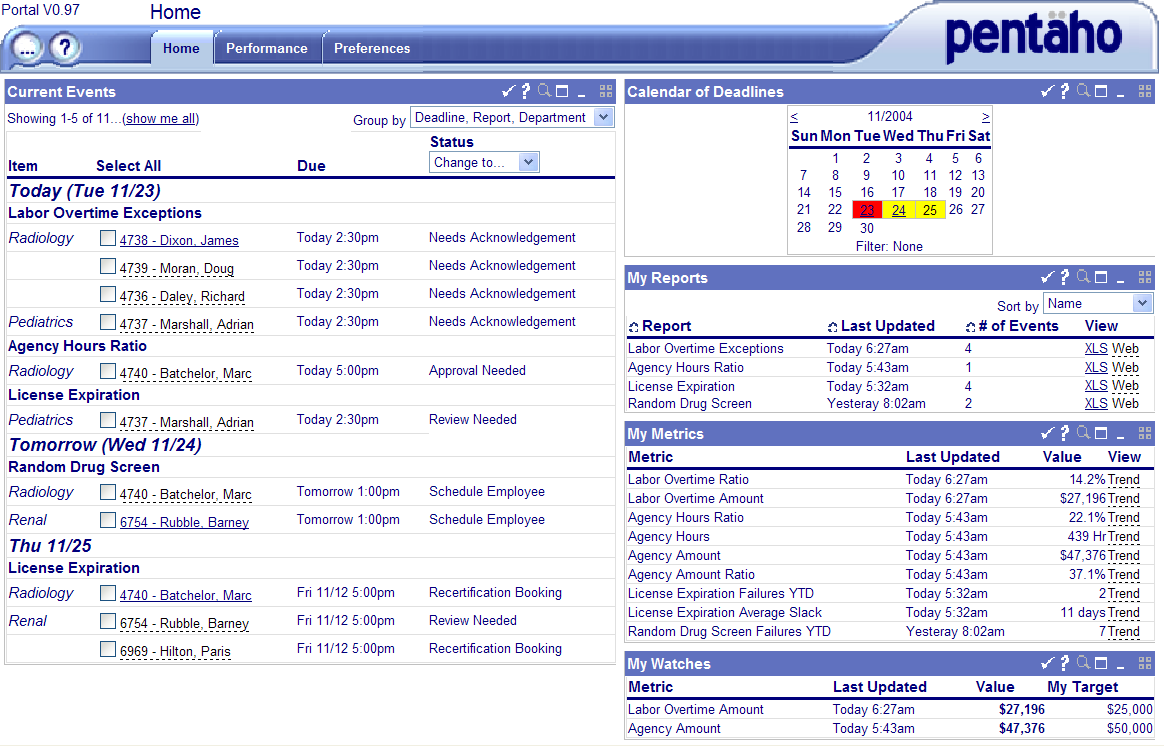 Portal V0.97
Home
... ?
Home Performance Preferences
pentaho
Current Events
Showing 1-5 of 11...(show me all)
Group by Deadline, Report, Department
Status
Item Select All Due Change to...
Today (Tue 11/23)
Labor Overtime Exceptions
Radiology 4738 - Dixon, James Today 2:30pm Needs Acknowledgement
4739 - Moran, Doug Today 2:30pm Needs Acknowledgement
4736 - Daley, Richard Today 2:30pm Needs Acknowledgement
Pediatrics 4737 - Marshall, Adrian Today 2:30pm Needs Acknowledgement
Agency Hours Ratio
Radiology 4740 - Batchelor, Marc Today 5:00pm Approval Needed
License Expiration
Pediatrics 4737 - Marshall, Adrian Today 2:30pm Review Needed
Tomorrow (Wed 11/24)
Random Drug Screen
Radiology 4740 - Batchelor, Marc Tomorrow 1:00pm Schedule Employee
Renal 6754 - Rubble, Barney Tomorrow 1:00pm Schedule Employee
Thu 11/25
License Expiration
Radiology 4740 - Batchelor, Marc Fri 11/12 5:00pm Recertification Booking
Renal 6754 - Rubble, Barney Fri 11/12 5:00pm Review Needed
6969 - Hilton, Paris Fri 11/12 5:00pm Recertification Booking
Calendar of Deadlines
< 11/2004 >
Sun Mon Tue Wed Thu Fri Sat
1 2 3 4 5 6
7 8 9 10 11 12 13
14 15 16 17 18 19 20
21 22 23 24 25 26 27
28 29 30
Filter: None
My Reports
Sort by Name
Report Last Updated # of Events View
Labor Overtime Exceptions Today 6:27am 4 XLS Web
Agency Hours Ratio Today 5:43am 1 XLS Web
License Expiration Today 5:32am 4 XLS Web
Random Drug Screen Yesteray 8:02am 2 XLS Web
My Metrics
Metric Last Updated Value View
Labor Overtime Ratio Today 6:27am 14.2% Trend
Labor Overtime Amount Today 6:27am $27,196 Trend
Agency Hours Ratio Today 5:43am 22.1% Trend
Agency Hours Today 5:43am 439 Hr Trend
Agency Amount Today 5:43am $47,376 Trend
Agency Amount Ratio Today 5:43am 37.1% Trend
License Expiration Failures YTD Today 5:32am 2 Trend
License Expiration Average Slack Today 5:32am 11 days Trend
Random Drug Screen Failures YTD Yesteray 8:02am 7 Trend
My Watches
Metric Last Updated Value My Target
Labor Overtime Amount Today 6:27am $27,196 $25,000
Agency Amount Today 5:43am $47,376 $50,000